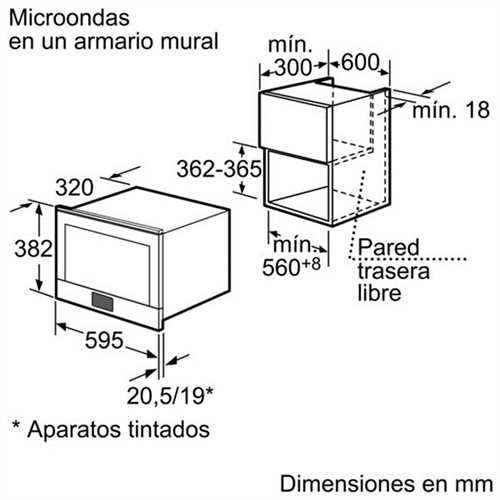 Microondas
en un armario mural
mín.
300
600
mín. 18
362-365
320
382
mín.
560+8
Pared
trasera
libre
595
20,5/19*
* Aparatos tintados
Dimensiones en mm